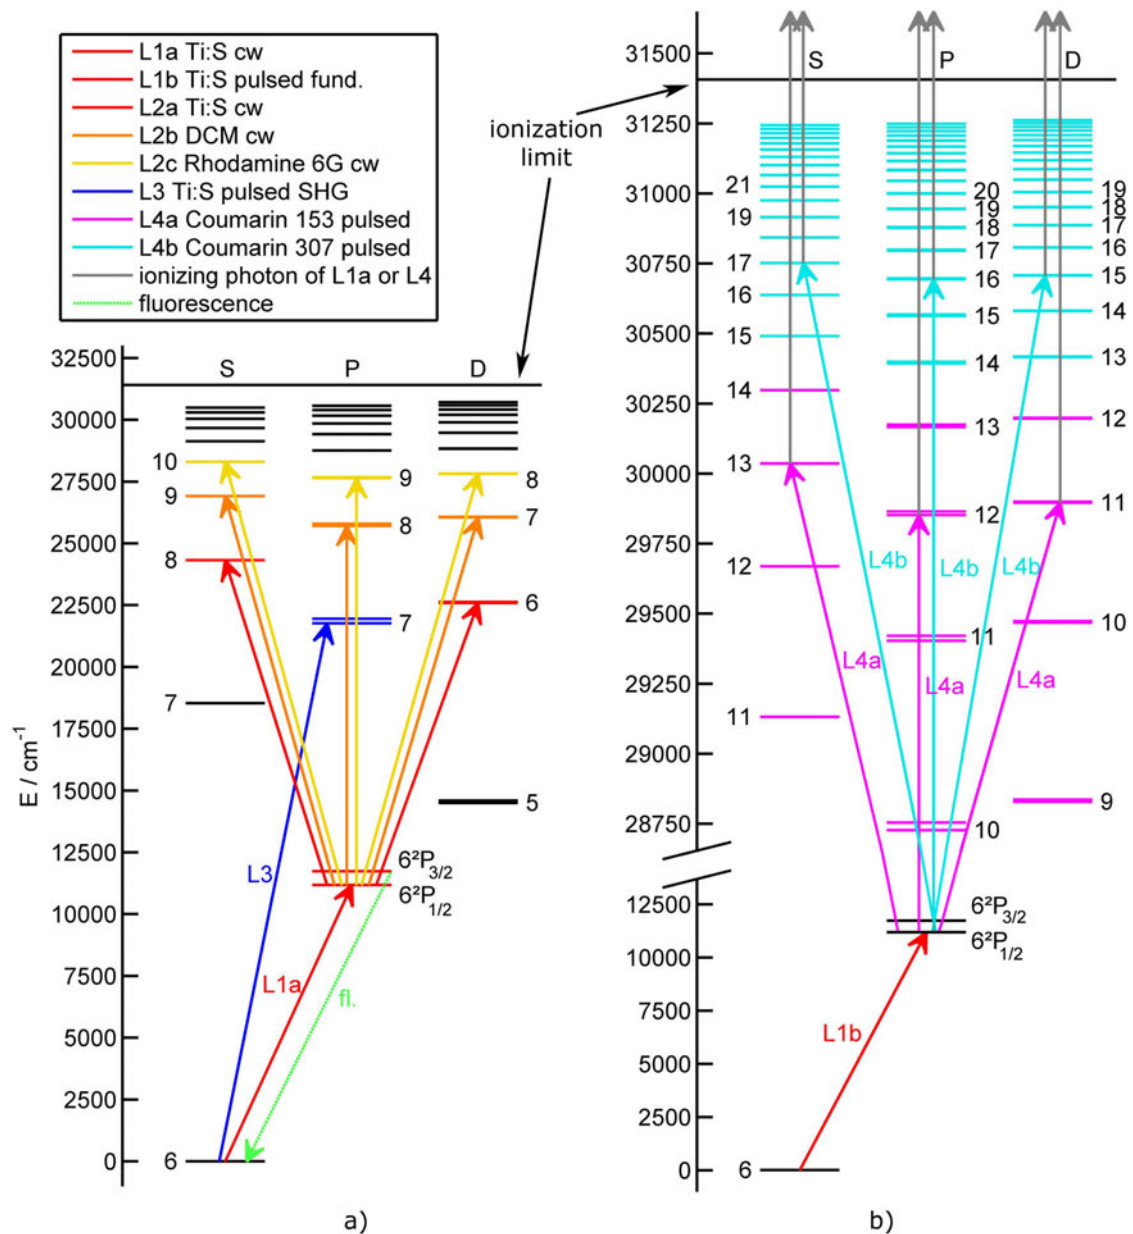 L1a Ti:S cw
L1b Ti:S pulsed fund.
L2a Ti:S cw
L2b DCM cw
L2c Rhodamine 6G cw
L3 Ti:S pulsed SHG
L4a Coumarin 153 pulsed
L4b Coumarin 307 pulsed
ionizing photon of L1a or L4
fluorescence
ionization
limit
E / cm⁻¹
32500
30000
27500
25000
22500
20000
17500
15000
12500
10000
7500
5000
2500
0
S P D
10
9
8
7
6
9
8
7
8
7
6
5
6²P₃/₂
6²P₁/₂
L3
L1a
fl.
a)
31500
31250
31000
30750
30500
30250
30000
29750
29500
29250
29000
28750
12500
10000
7500
5000
2500
0
S P D
21
19
17
16
15
14
13
12
11
6
20
19
18
17
16
15
14
13
12
11
10
19
18
17
16
15
14
13
12
11
10
9
L4b
L4b
L4b
L4a
L4a
L4a
6²P₃/₂
6²P₁/₂
L1b
b)